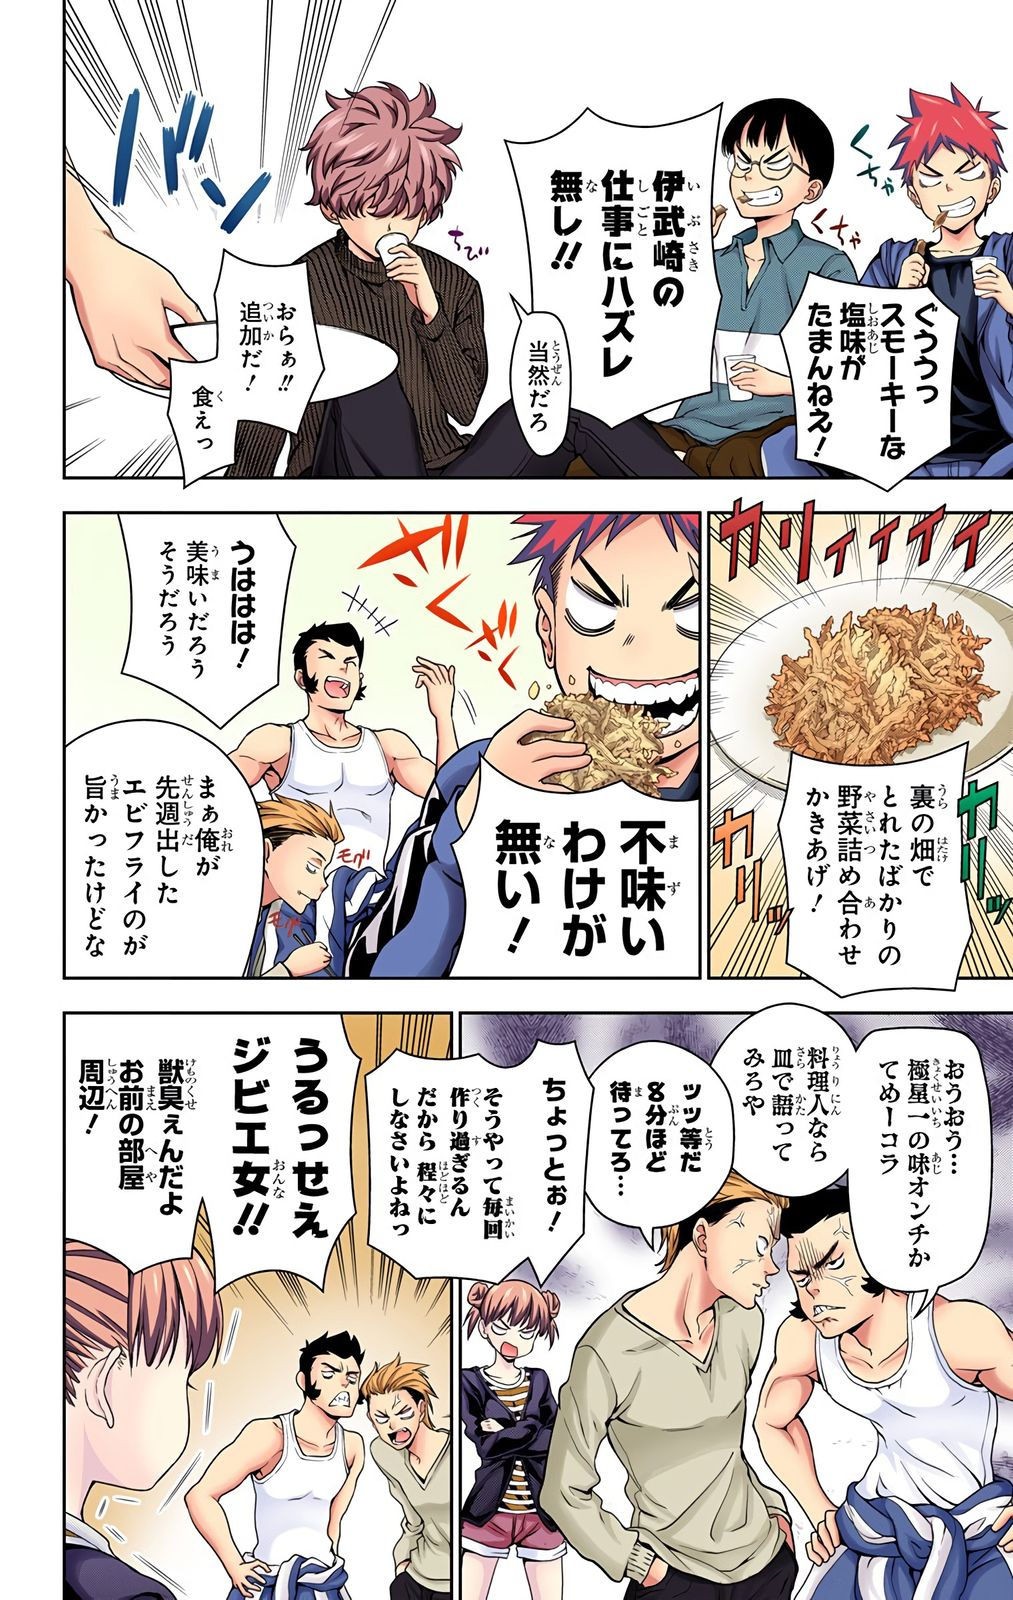 ぐううっ
スモーキーな
塩味が
たまんねえ！
くちゃ
くちゃ
伊武崎の
仕事にハズレ
無し！！
当然だろ
ちびっ
おらぁ！！
追加だ！
食えっ
バンッ
カリィィィィ
裏の畑で
とれたばかりの
野菜詰め合わせ
かきあげ！
カリッ
カリッ
ざく
ざく
不味い
わけが
無い！
うははは！
美味いだろう
そうだろう
まぁ俺が
先週出した
エビフライのが
旨かったけどな
モグ
モグ
おうおう…
極星一の味オンチか
てめーコラ
料理人なら
皿で語って
みろや
ッツ等だ
8分ほど
待ってろ…
ちょっとぉ！
そうやって毎回
作り過ぎるん
だから 程々に
しなさいよねっ
うるっせえ
ジビエ女！！
獣臭えんだよ
お前の部屋
周辺！